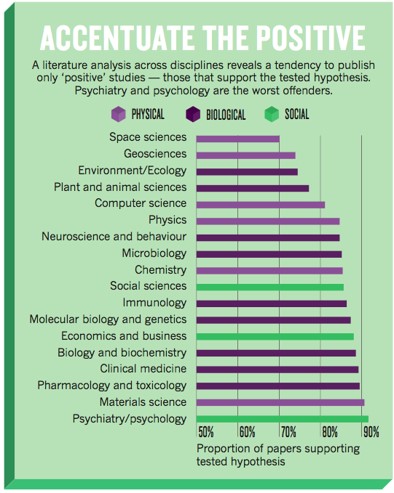 ACCENTUATE THE POSITIVE
A literature analysis across disciplines reveals a tendency to publish
only ‘positive’ studies — those that support the tested hypothesis.
Psychiatry and psychology are the worst offenders.
PHYSICAL BIOLOGICAL SOCIAL
Space sciences
Geosciences
Environment/Ecology
Plant and animal sciences
Computer science
Physics
Neuroscience and behaviour
Microbiology
Chemistry
Social sciences
Immunology
Molecular biology and genetics
Economics and business
Biology and biochemistry
Clinical medicine
Pharmacology and toxicology
Materials science
Psychiatry/psychology
50% 60% 70% 80% 90%
Proportion of papers supporting
tested hypothesis